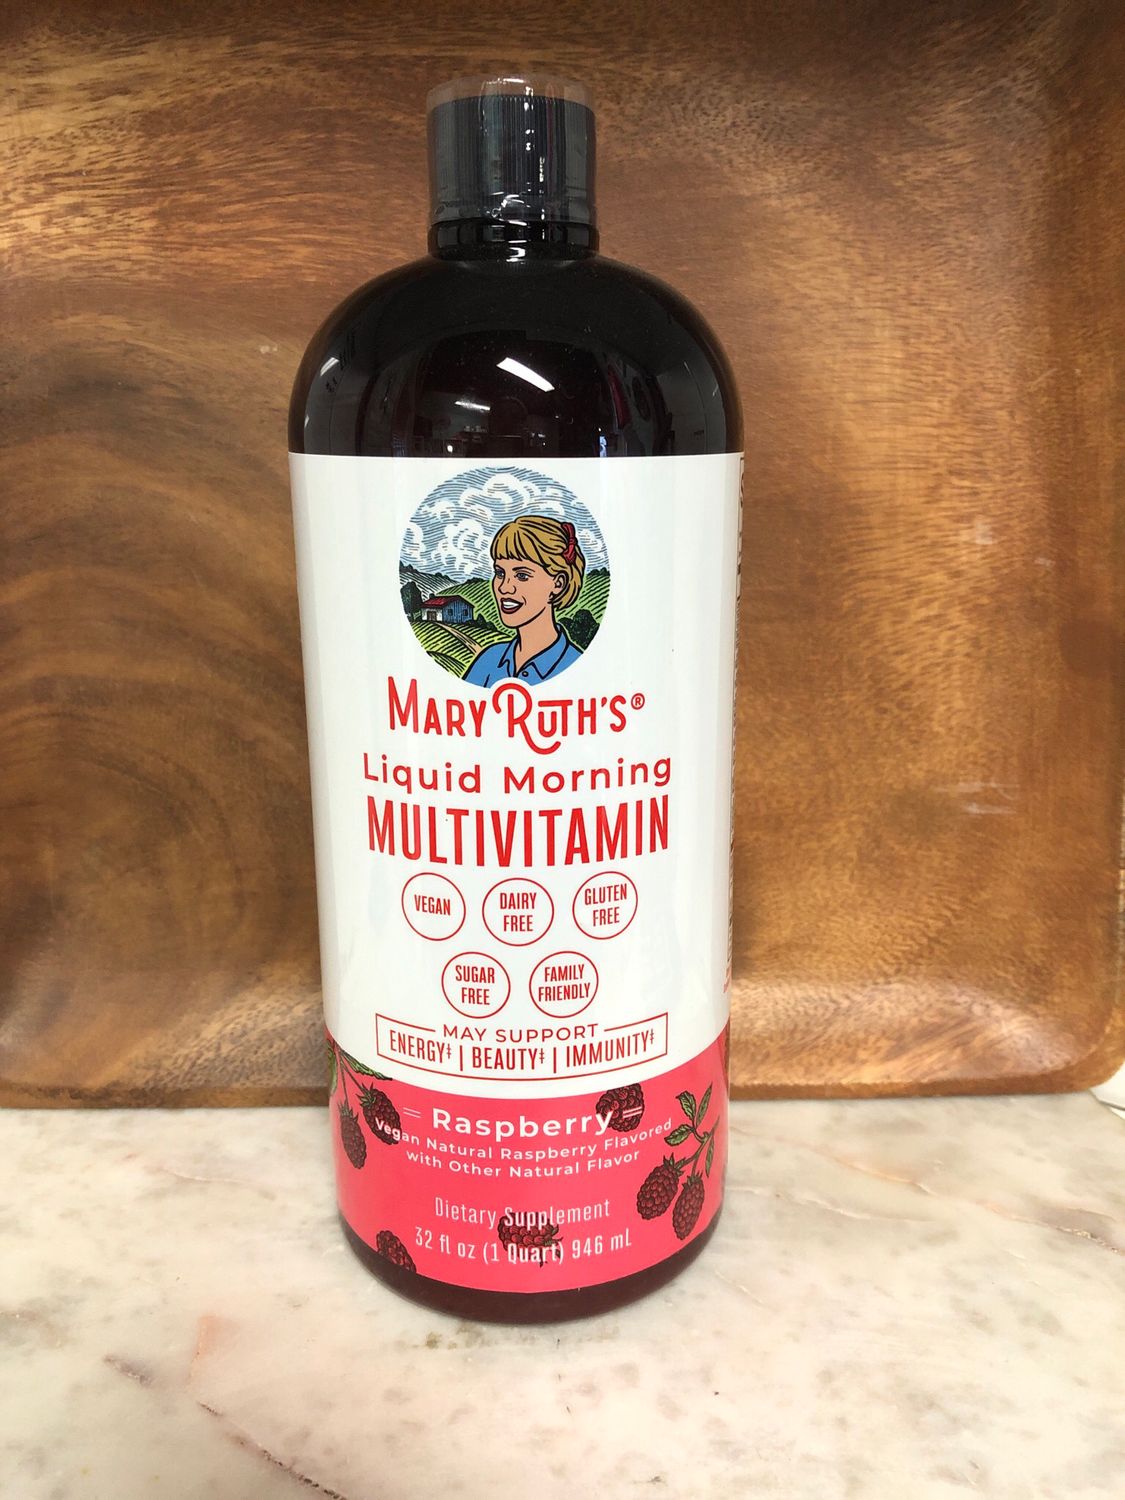 MARY RUTH'S®
Liquid Morning
MULTIVITAMIN
VEGAN
DAIRY
FREE
GLUTEN
FREE
SUGAR
FREE
FAMILY
FRIENDLY
MAY SUPPORT
ENERGY‡ | BEAUTY‡ | IMMUNITY‡
Raspberry
Vegan Natural Raspberry Flavored
with Other Natural Flavor
Dietary Supplement
32 fl oz (1 Quart) 946 mL